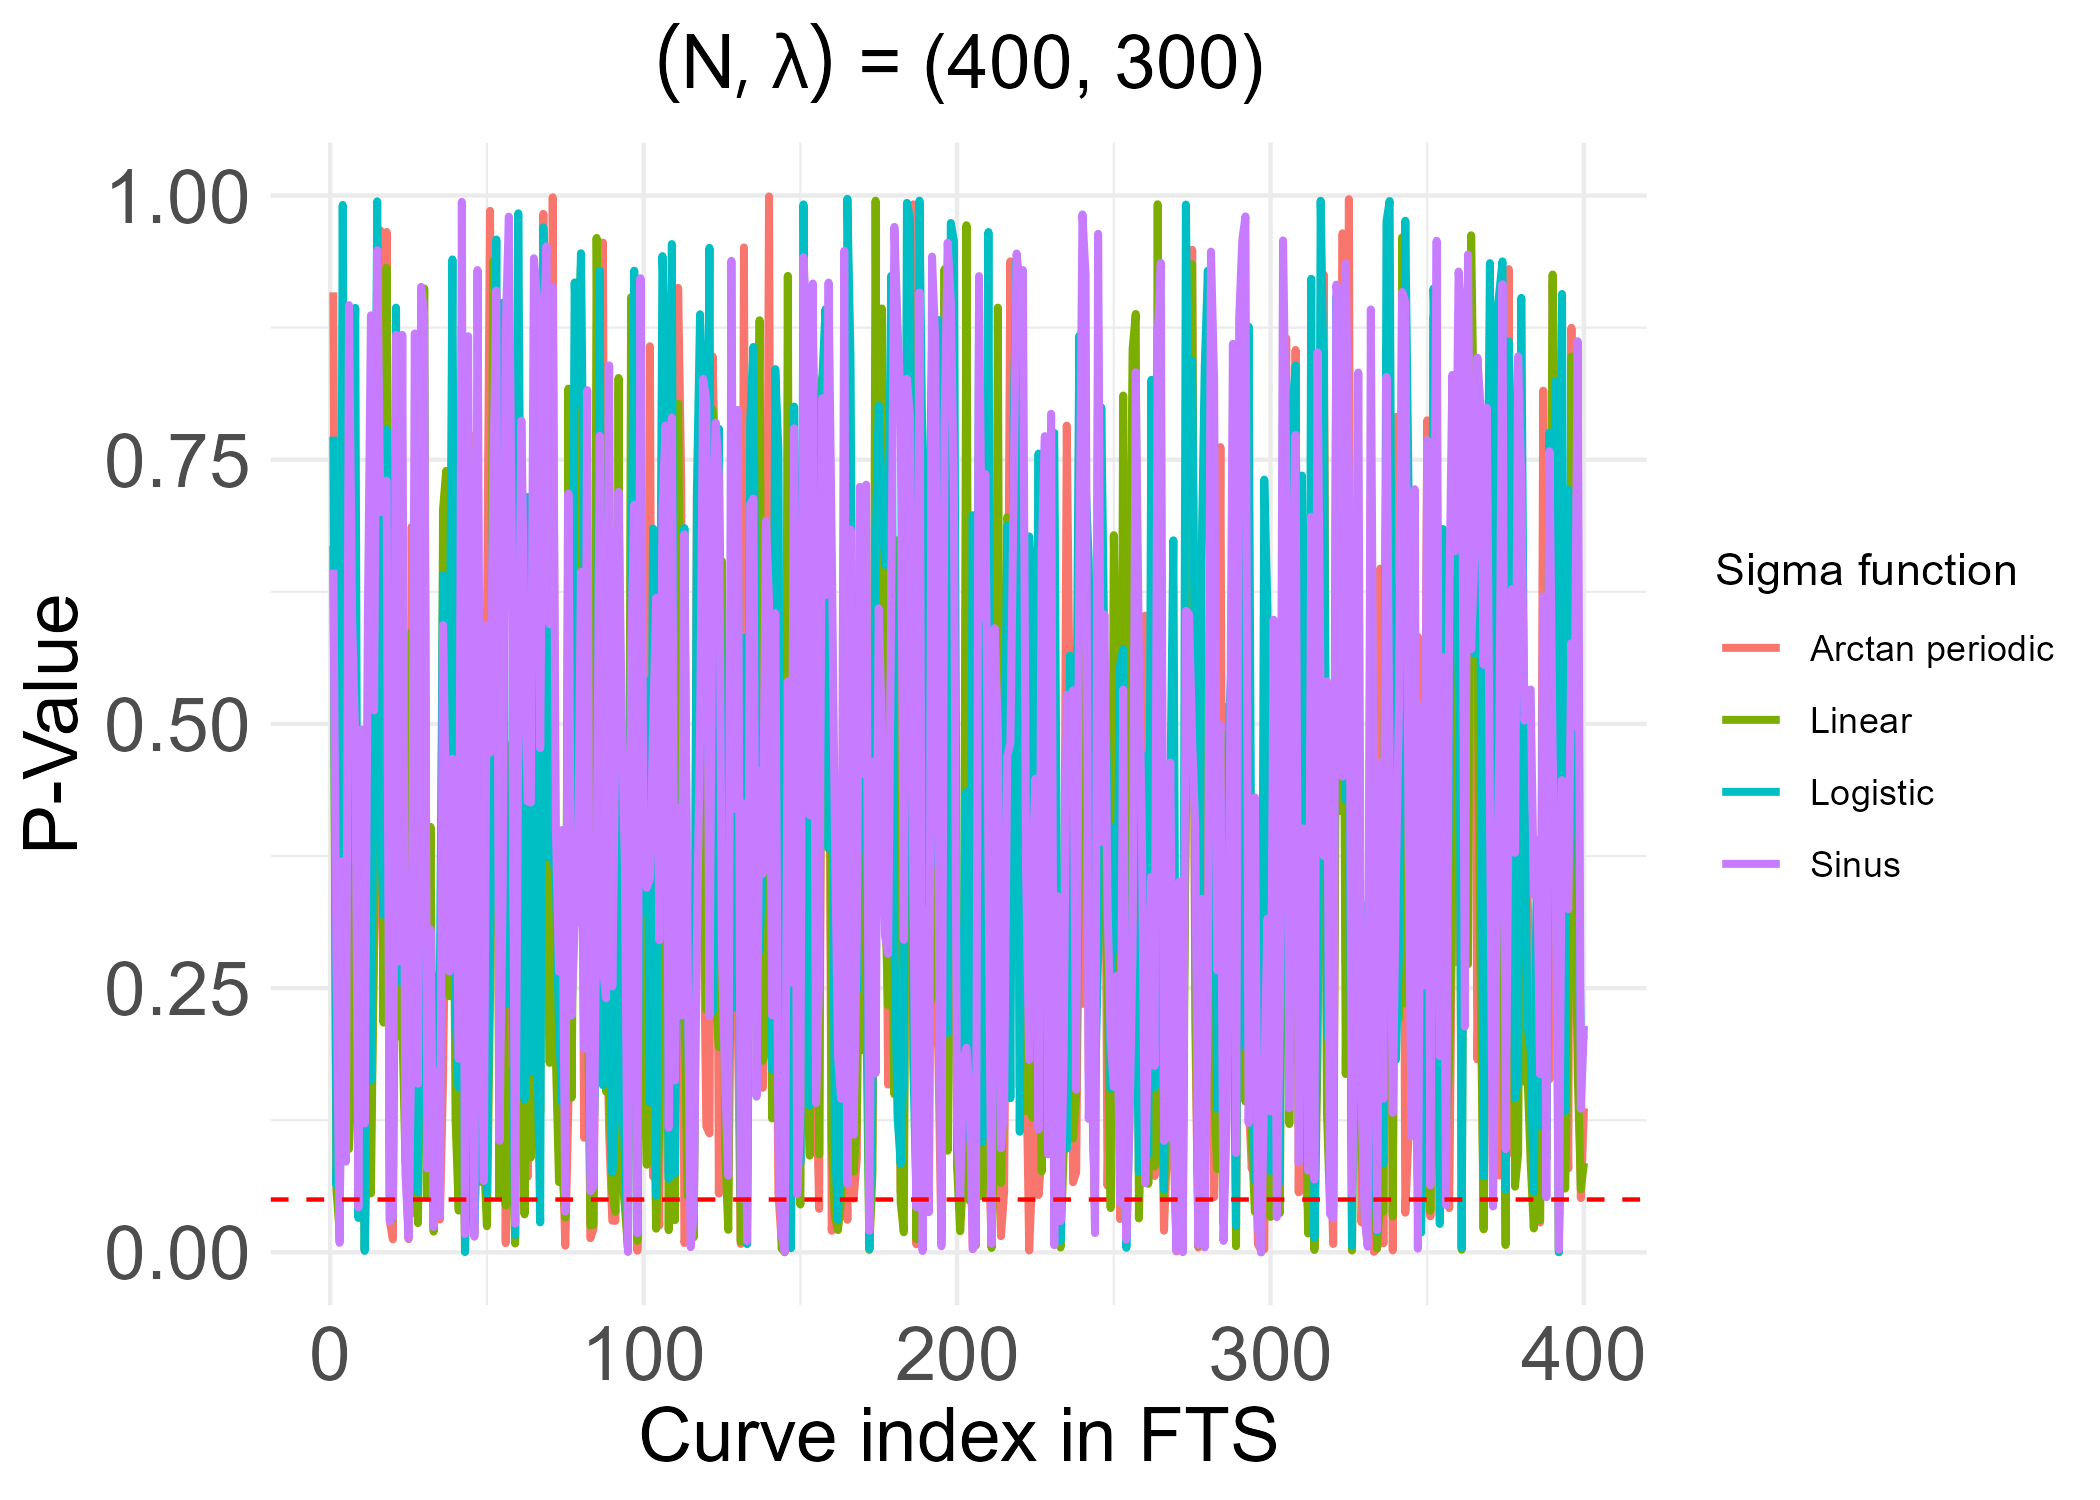 (N, λ) = (400, 300)
1.00
0.75
0.50
0.25
0.00
P-Value
0 100 200 300 400
Curve index in FTS
Sigma function
Arctan periodic
Linear
Logistic
Sinus